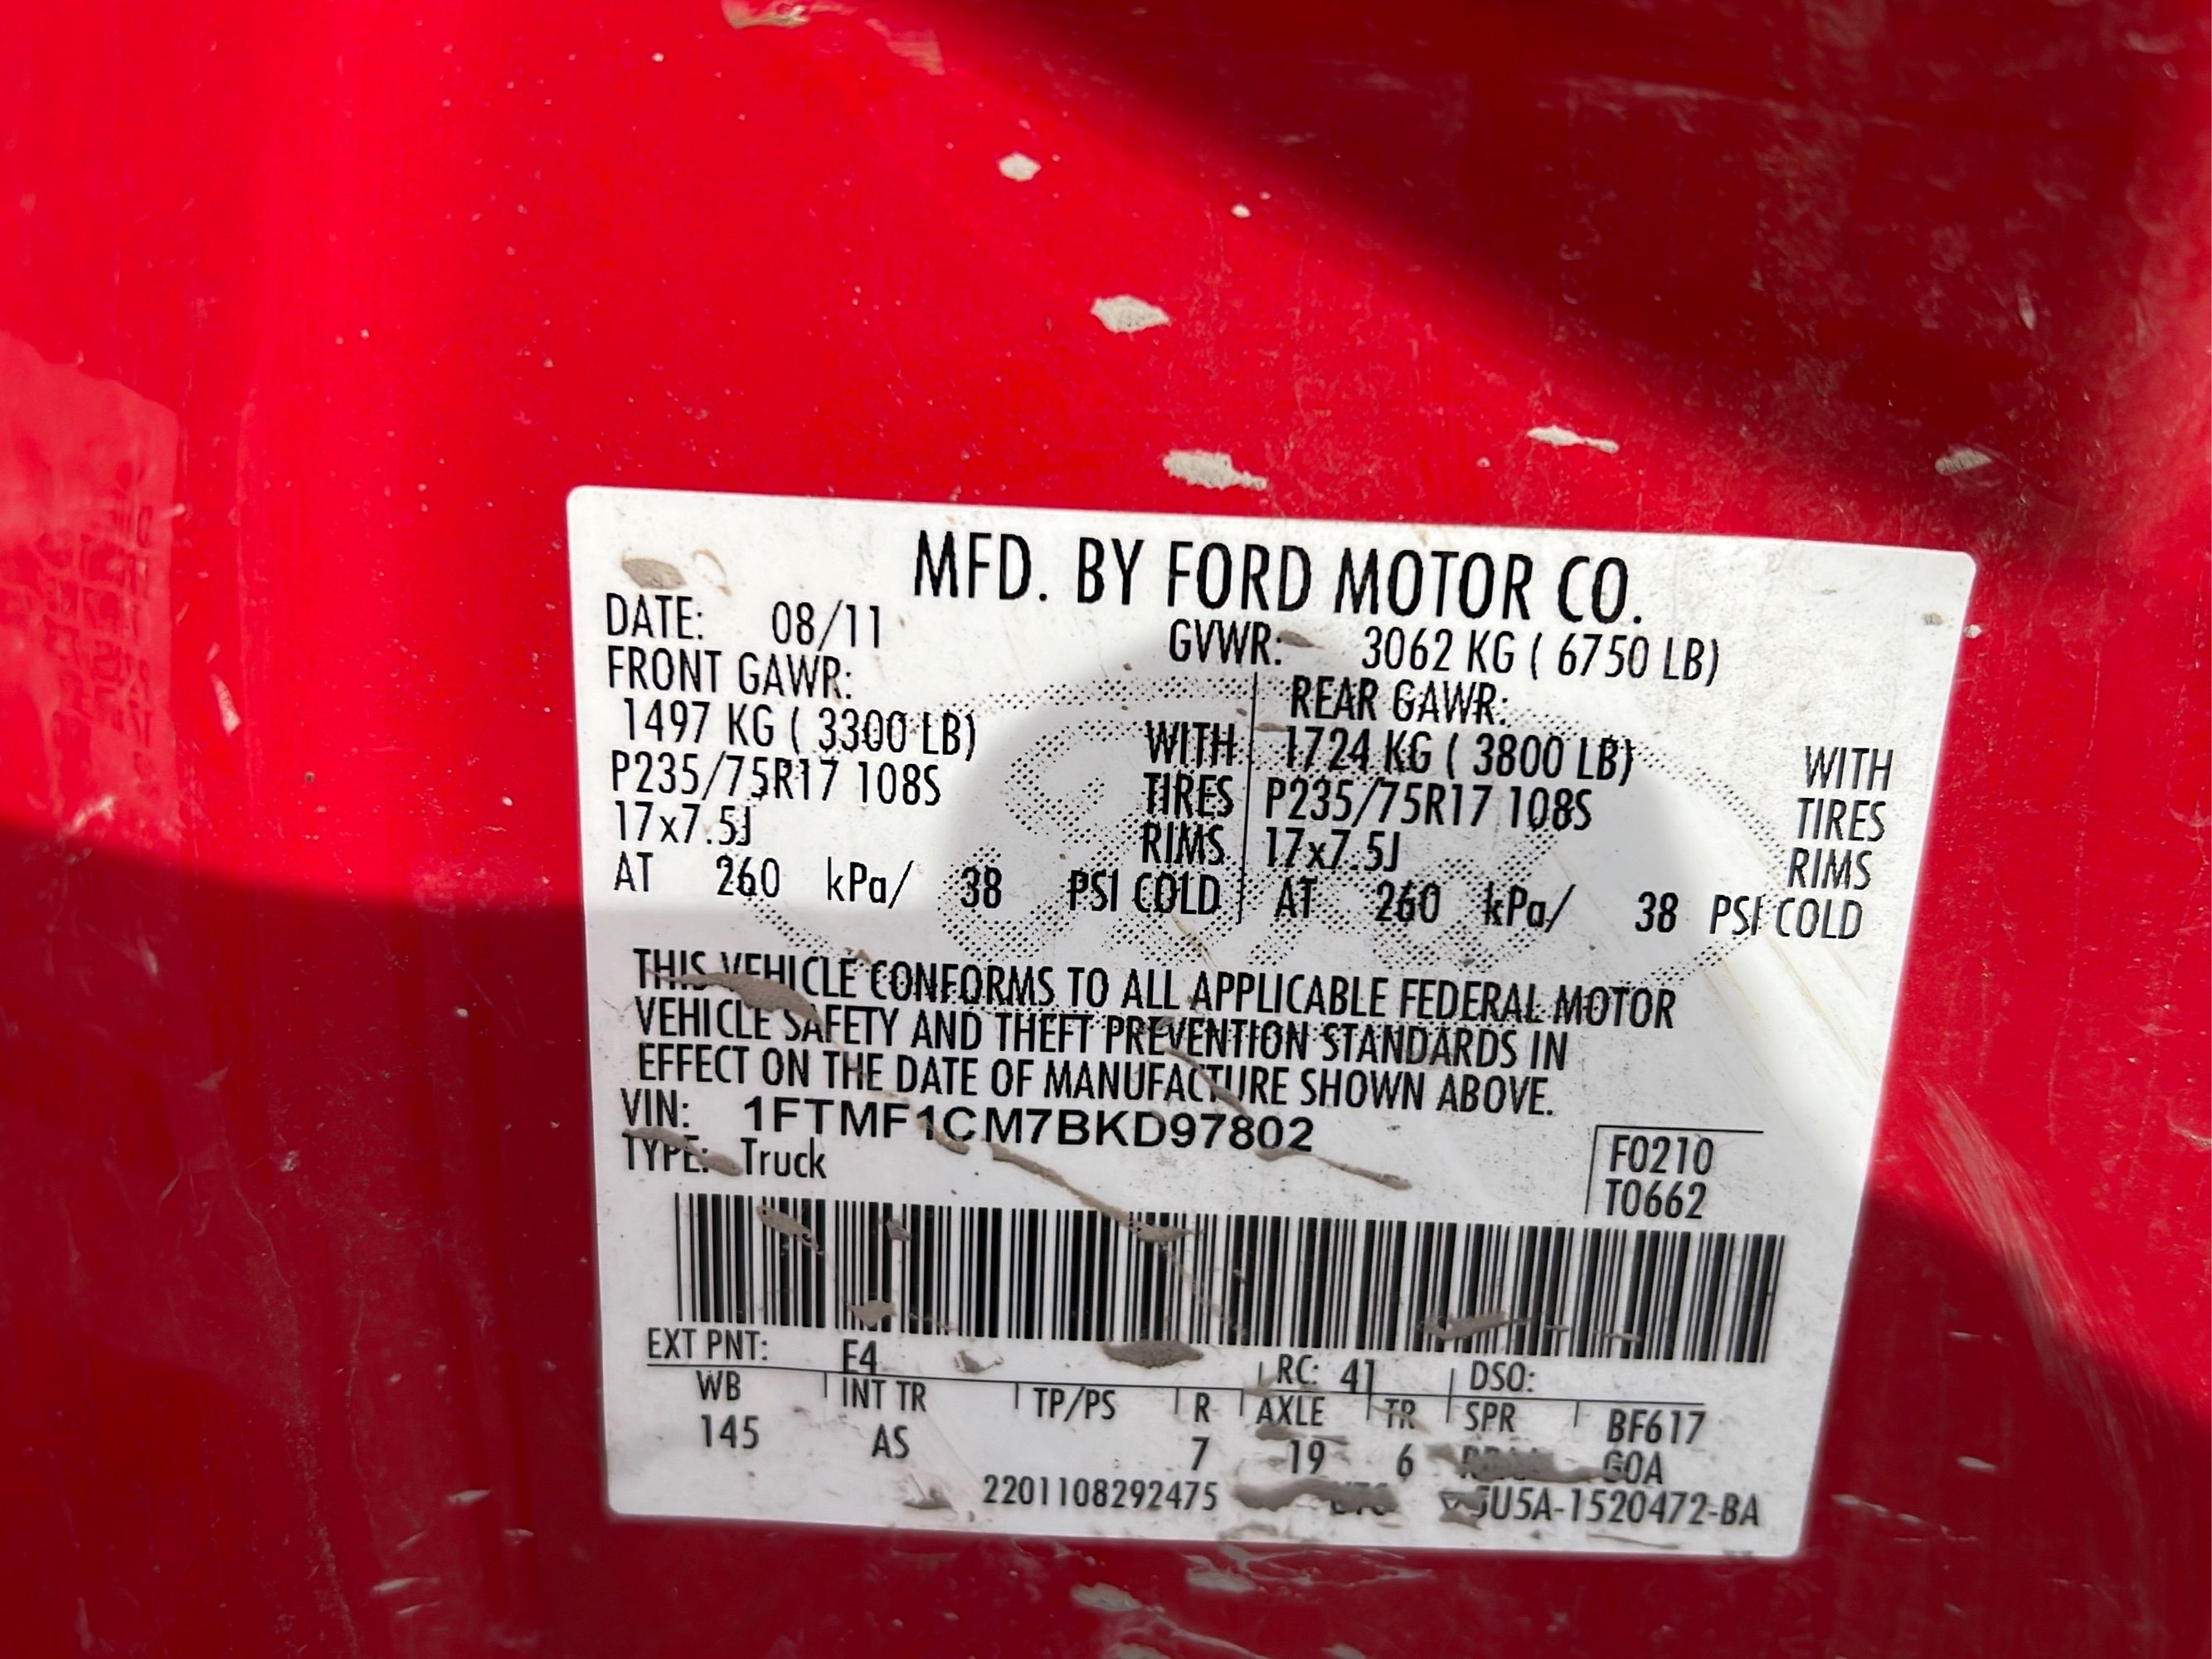 MFD. BY FORD MOTOR CO.
DATE: 08/11 GVWR: 3062 KG ( 6750 LB)
FRONT GAWR: REAR GAWR:
1497 KG ( 3300 LB) WITH 1724 KG ( 3800 LB) WITH
P235/75R17 108S TIRES P235/75R17 108S TIRES
17x7.5J RIMS 17x7.5J RIMS
AT 260 kPa/ 38 PSI COLD AT 260 kPa/ 38 PSI COLD
THIS VEHICLE CONFORMS TO ALL APPLICABLE FEDERAL MOTOR
VEHICLE SAFETY AND THEFT PREVENTION STANDARDS IN
EFFECT ON THE DATE OF MANUFACTURE SHOWN ABOVE.
VIN: 1FTMF1CM7BKD97802
TYPE: Truck
F0210
T0662
EXT PNT: E4 RC: 41 DSO:
WB INT TR TP/PS R AXLE TR SPR BF617
145 AS 7 19 6 GOA
2201108292475 5U5A-1520472-BA